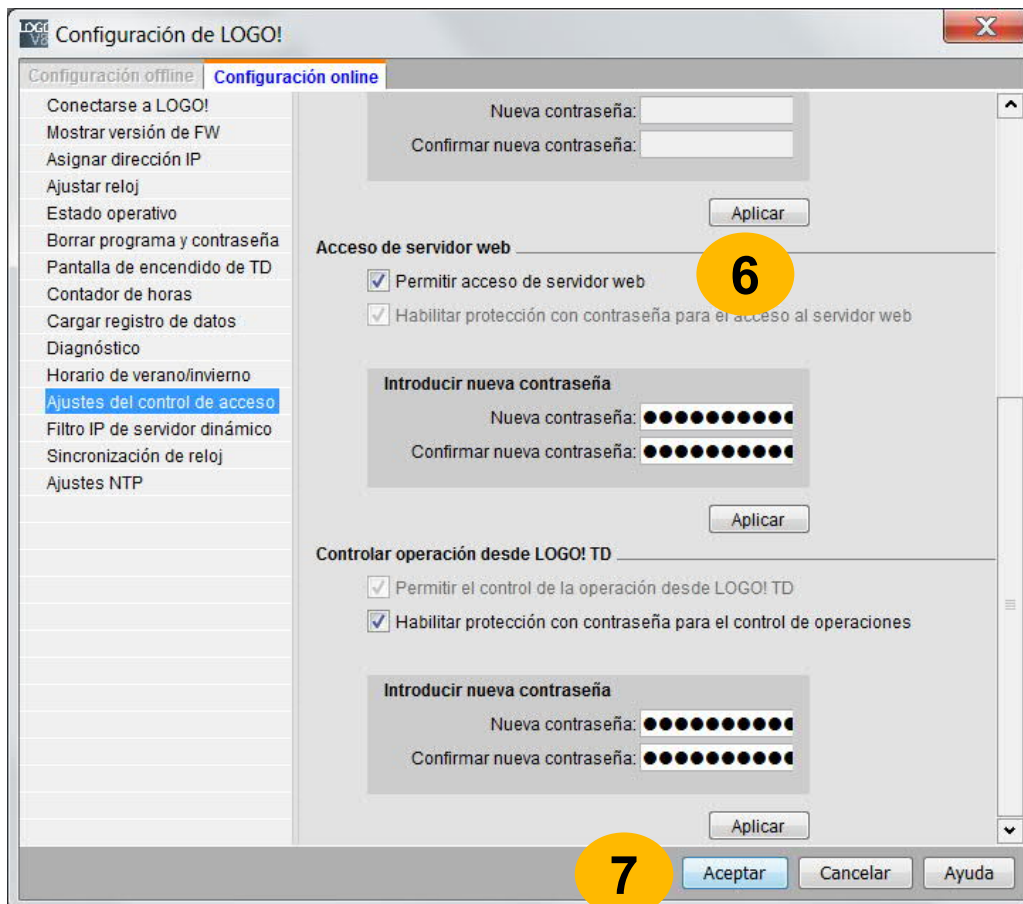 LOGO! V8 Configuración de LOGO! X
Configuración offline Configuración online
Conectarse a LOGO!
Mostrar versión de FW
Asignar dirección IP
Ajustar reloj
Estado operativo
Borrar programa y contraseña
Pantalla de encendido de TD
Contador de horas
Cargar registro de datos
Diagnóstico
Horario de verano/invierno
Ajustes del control de acceso
Filtro IP de servidor dinámico
Sincronización de reloj
Ajustes NTP
Nueva contraseña:
Confirmar nueva contraseña:
Aplicar
Acceso de servidor web
6
Permitir acceso de servidor web
Habilitar protección con contraseña para el acceso al servidor web
Introducir nueva contraseña
Nueva contraseña: ●●●●●●●●●●
Confirmar nueva contraseña: ●●●●●●●●●●
Aplicar
Controlar operación desde LOGO! TD
Permitir el control de la operación desde LOGO! TD
Habilitar protección con contraseña para el control de operaciones
Introducir nueva contraseña
Nueva contraseña: ●●●●●●●●●●
Confirmar nueva contraseña: ●●●●●●●●●●
Aplicar
7 Aceptar Cancelar Ayuda